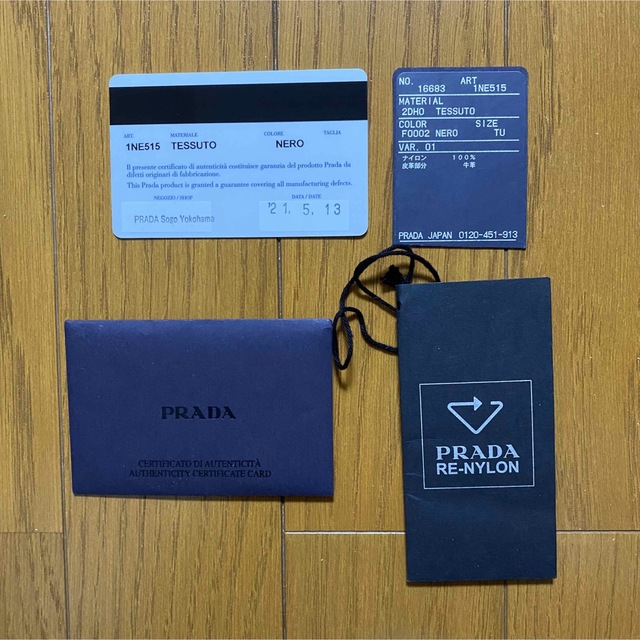 ART. MATERIALE COLORE TAGLIA
1NE515 TESSUTO NERO
Il presente certificato di autenticità costituisce garanzia del prodotto Prada da
difetti originari di fabbricazione.
This Prada product is granted a guarantee covering all manufacturing defects.
NEGOZIO / SHOP DATA / DATE
PRADA Sogo Yokohama '21. 5. 13
NO. ART
16683 1NE515
MATERIAL
2DH0 TESSUTO
COLOR SIZE
F0002 NERO TU
VAR. 01
ナイロン 100%
皮革部分 牛革
PRADA JAPAN 0120-451-913
PRADA
CERTIFICATO DI AUTENTICITÀ
AUTHENTICITY CERTIFICATE CARD
PRADA
RE-NYLON